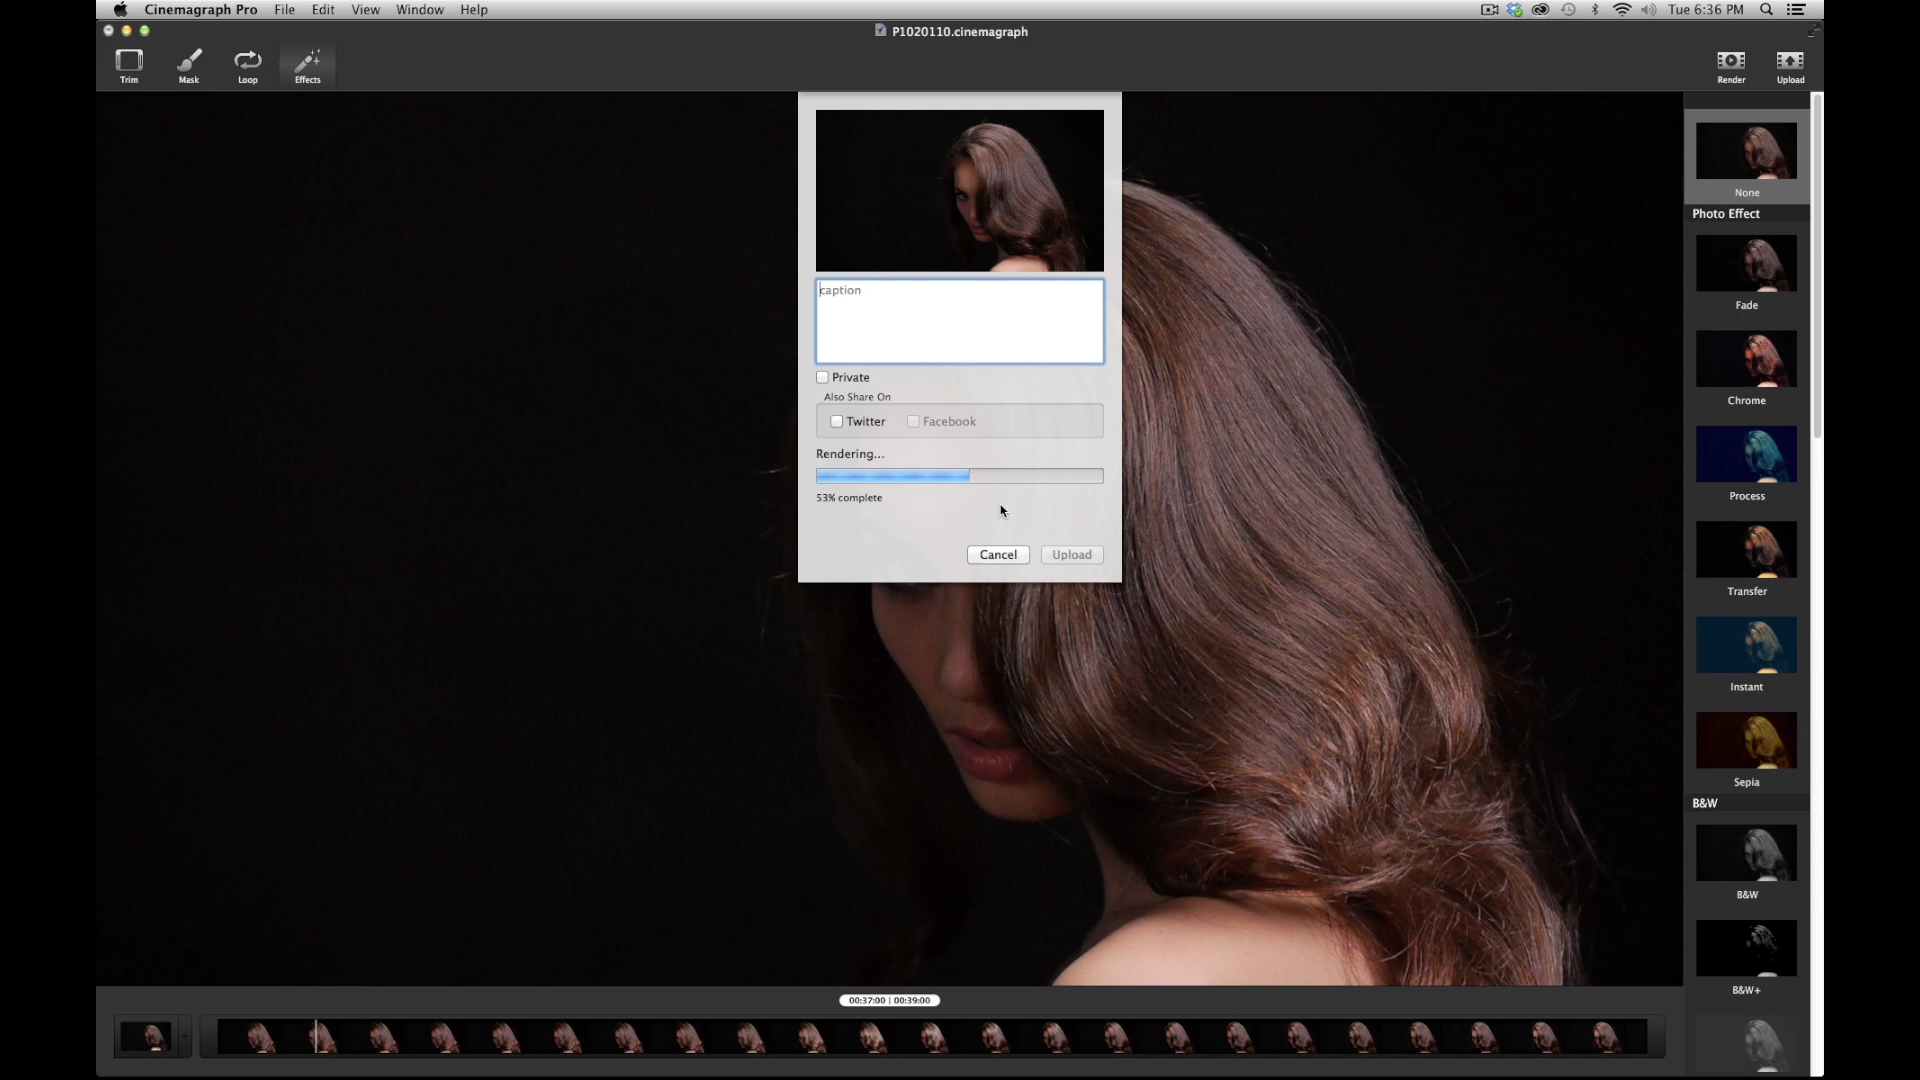 Cinemagraph Pro File Edit View Window Help Tue 6:36 PM
P1020110.cinemagraph
Trim Mask Loop Effects Render Upload
None
Photo Effect
Fade
Chrome
Process
Transfer
Instant
Sepia
B&W
B&W
B&W+
caption
Private
Also Share On
Twitter Facebook
Rendering...
53% complete
Cancel Upload
00:37:00 | 00:39:00